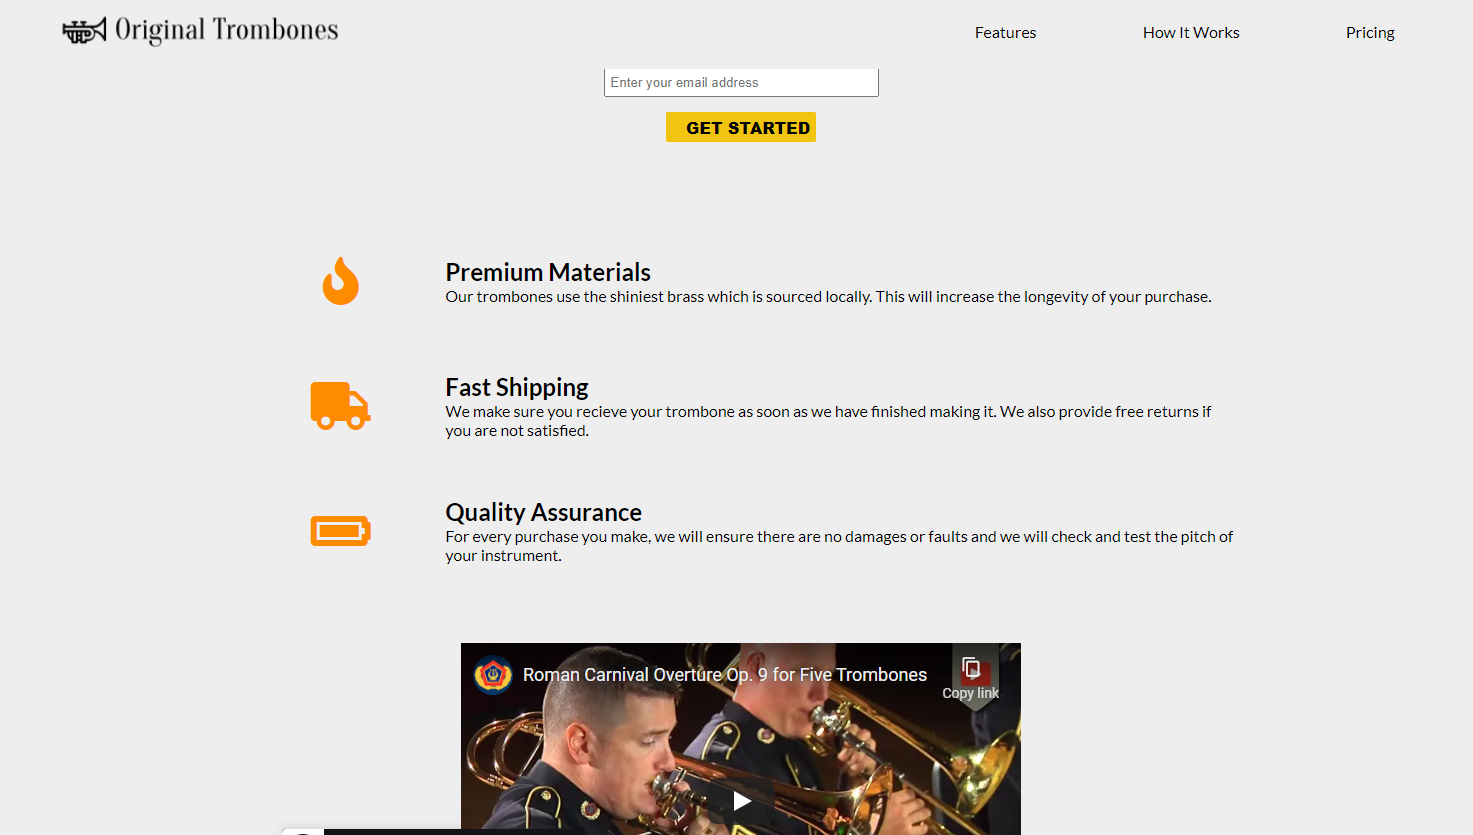 Original Trombones
Features
How It Works
Pricing
Enter your email address
GET STARTED
Premium Materials
Our trombones use the shiniest brass which is sourced locally. This will increase the longevity of your purchase.
Fast Shipping
We make sure you recieve your trombone as soon as we have finished making it. We also provide free returns if
you are not satisfied.
Quality Assurance
For every purchase you make, we will ensure there are no damages or faults and we will check and test the pitch of
your instrument.
Roman Carnival Overture Op. 9 for Five Trombones
Copy link